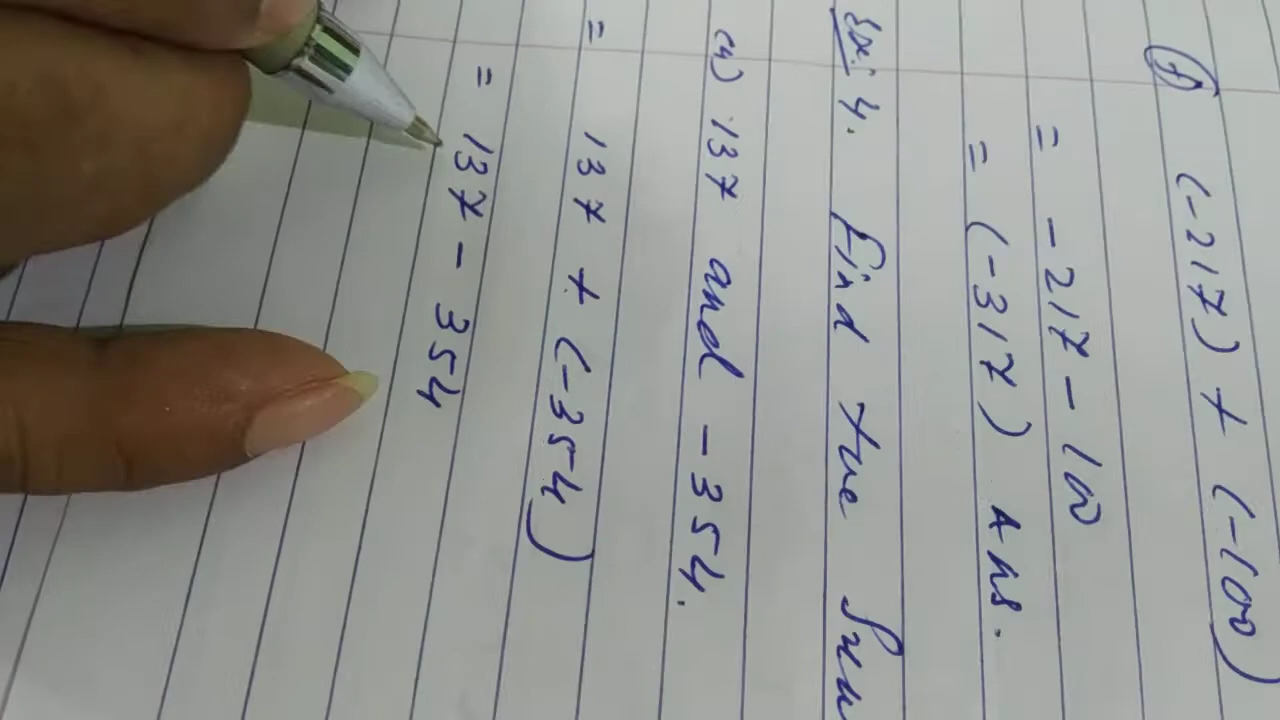 (f) (-217) + (-100)
= -217 - 100
= (-317) Ans.
Ex: 4. Find the Sum
(a) 137 and -354.
= 137 + (-354)
= 137 - 354